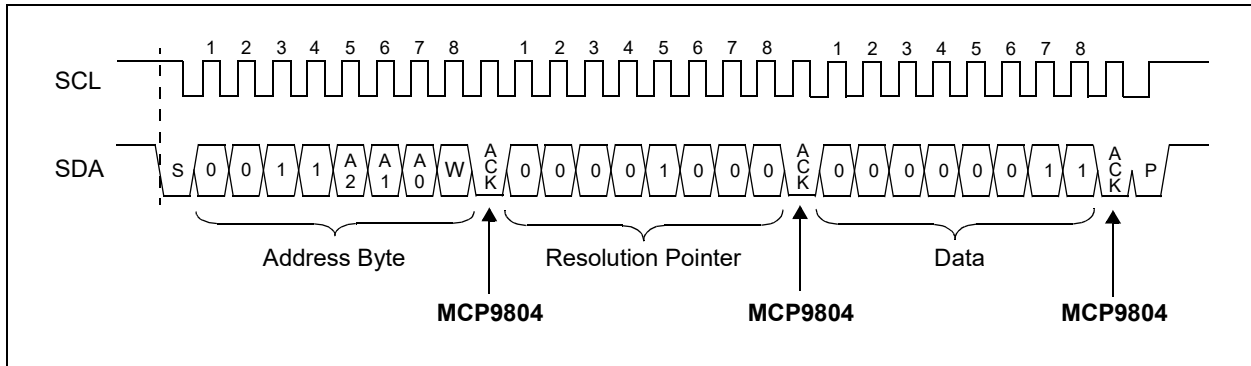 1 2 3 4 5 6 7 8 1 2 3 4 5 6 7 8 1 2 3 4 5 6 7 8
SCL
SDA S 0 0 1 1 A2 A1 A0 W ACK 0 0 0 0 1 0 0 0 ACK 0 0 0 0 0 0 1 1 ACK P
Address Byte Resolution Pointer Data
MCP9804 MCP9804 MCP9804